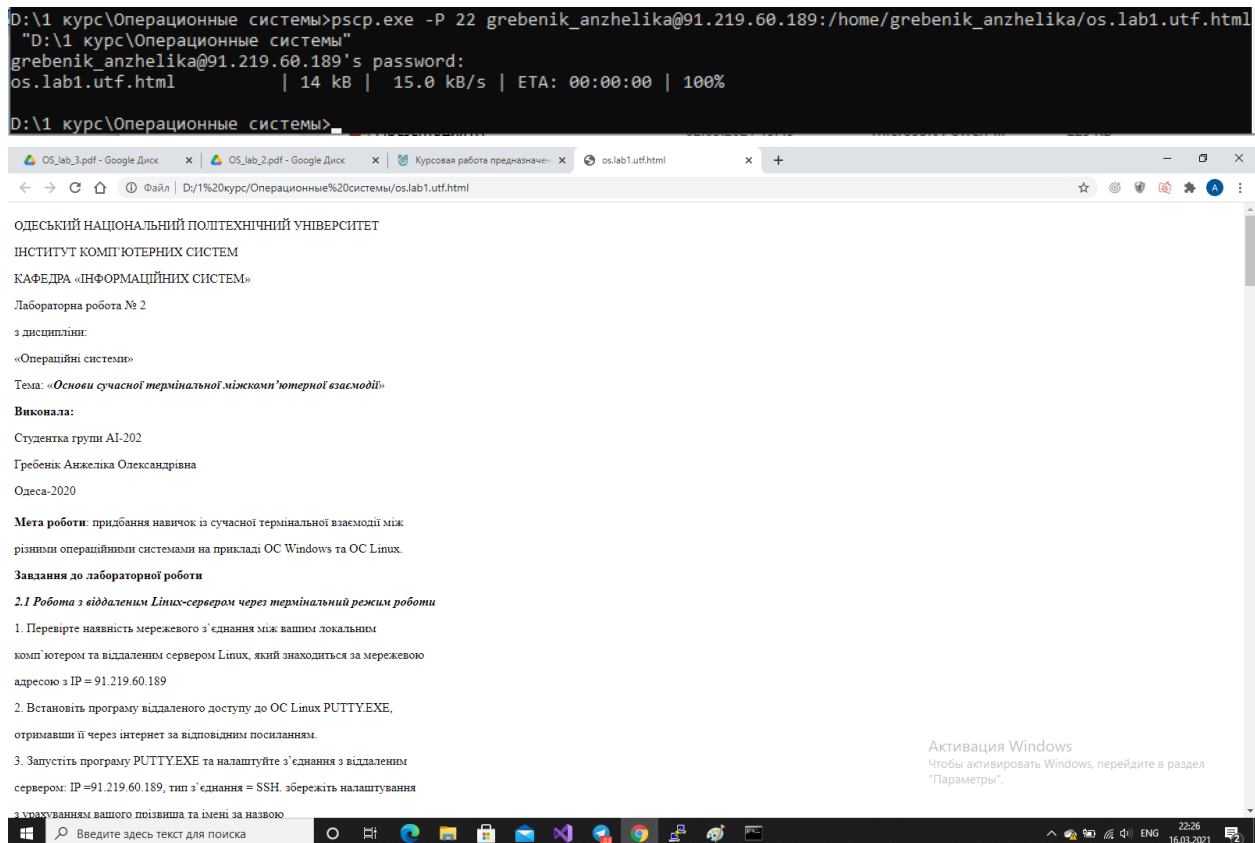 D:\1 курс\Операционные системы>pscp.exe -P 22 grebenik_anzhelika@91.219.60.189:/home/grebenik_anzhelika/os.lab1.utf.html
"D:\1 курс\Операционные системы"
grebenik_anzhelika@91.219.60.189's password:
os.lab1.utf.html | 14 kB | 15.0 kB/s | ETA: 00:00:00 | 100%
D:\1 курс\Операционные системы>
OS_lab_3.pdf - Google Диск OS_lab_2.pdf - Google Диск Курсовая работа предназначен os.lab1.utf.html
Файл | D:/1%20курс/Операционные%20системы/os.lab1.utf.html A
ОДЕСЬКИЙ НАЦІОНАЛЬНИЙ ПОЛІТЕХНІЧНИЙ УНІВЕРСИТЕТ
ІНСТИТУТ КОМП`ЮТЕРНИХ СИСТЕМ
КАФЕДРА «ІНФОРМАЦІЙНИХ СИСТЕМ»
Лабораторна робота № 2
з дисципліни:
«Операційні системи»
Тема: «Основи сучасної термінальної міжкомп’ютерної взаємодії»
Виконала:
Студентка групи АІ-202
Гребенік Анжеліка Олександрівна
Одеса-2020
Мета роботи: придбання навичок із сучасної термінальної взаємодії між
різними операційними системами на прикладі ОС Windows та ОС Linux.
Завдання до лабораторної роботи
2.1 Робота з віддаленим Linux-сервером через термінальний режим роботи
1. Перевірте наявність мережевого з`єднання між вашим локальним
комп`ютером та віддаленим сервером Linux, який знаходиться за мережевою
адресою з IP = 91.219.60.189
2. Встановіть програму віддаленого доступу до ОС Linux PUTTY.EXE,
отримавши її через інтернет за відповідним посиланням.
3. Запустіть програму PUTTY.EXE та налаштуйте з`єднання з віддаленим
сервером: IP =91.219.60.189, тип з`єднання = SSH. збережіть налаштування
з урахуванням вашого прізвища та імені за назвою
Активация Windows
Чтобы активировать Windows, перейдите в раздел
"Параметры".
Введите здесь текст для поиска ENG 22:26
16.03.2021